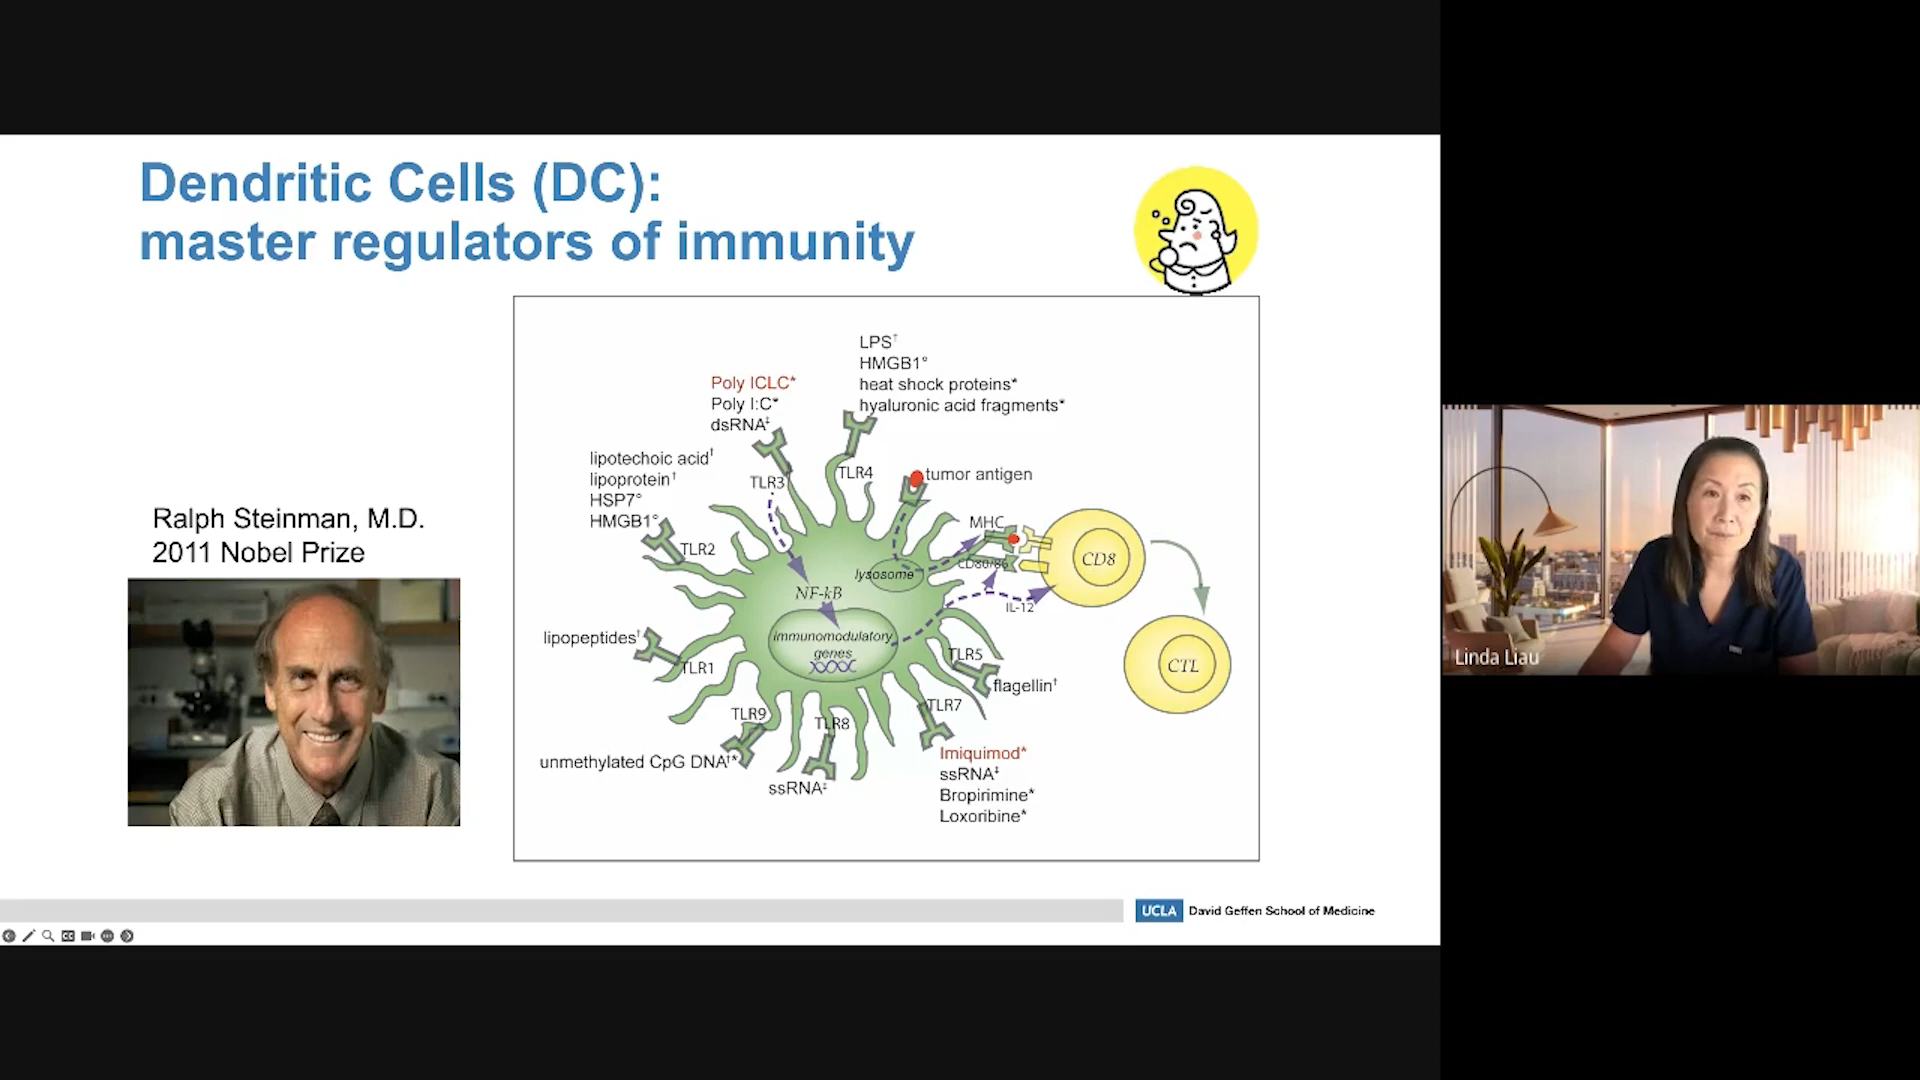 Dendritic Cells (DC):
master regulators of immunity
Ralph Steinman, M.D.
2011 Nobel Prize
LPS†
HMGB1°
heat shock proteins*
hyaluronic acid fragments*
Poly ICLC*
Poly I:C*
dsRNA‡
lipotechoic acid†
lipoprotein†
HSP7°
HMGB1°
TLR3
TLR4
tumor antigen
TLR2
MHC
CD80/86
CD8
lysosome
NF-kB
IL-12
immunomodulatory
genes
lipopeptides†
TLR1
TLR5
flagellin†
CTL
TLR9
TLR8
TLR7
unmethylated CpG DNA†*
ssRNA‡
Imiquimod*
ssRNA‡
Bropirimine*
Loxoribine*
Linda Liau
UCLA David Geffen School of Medicine